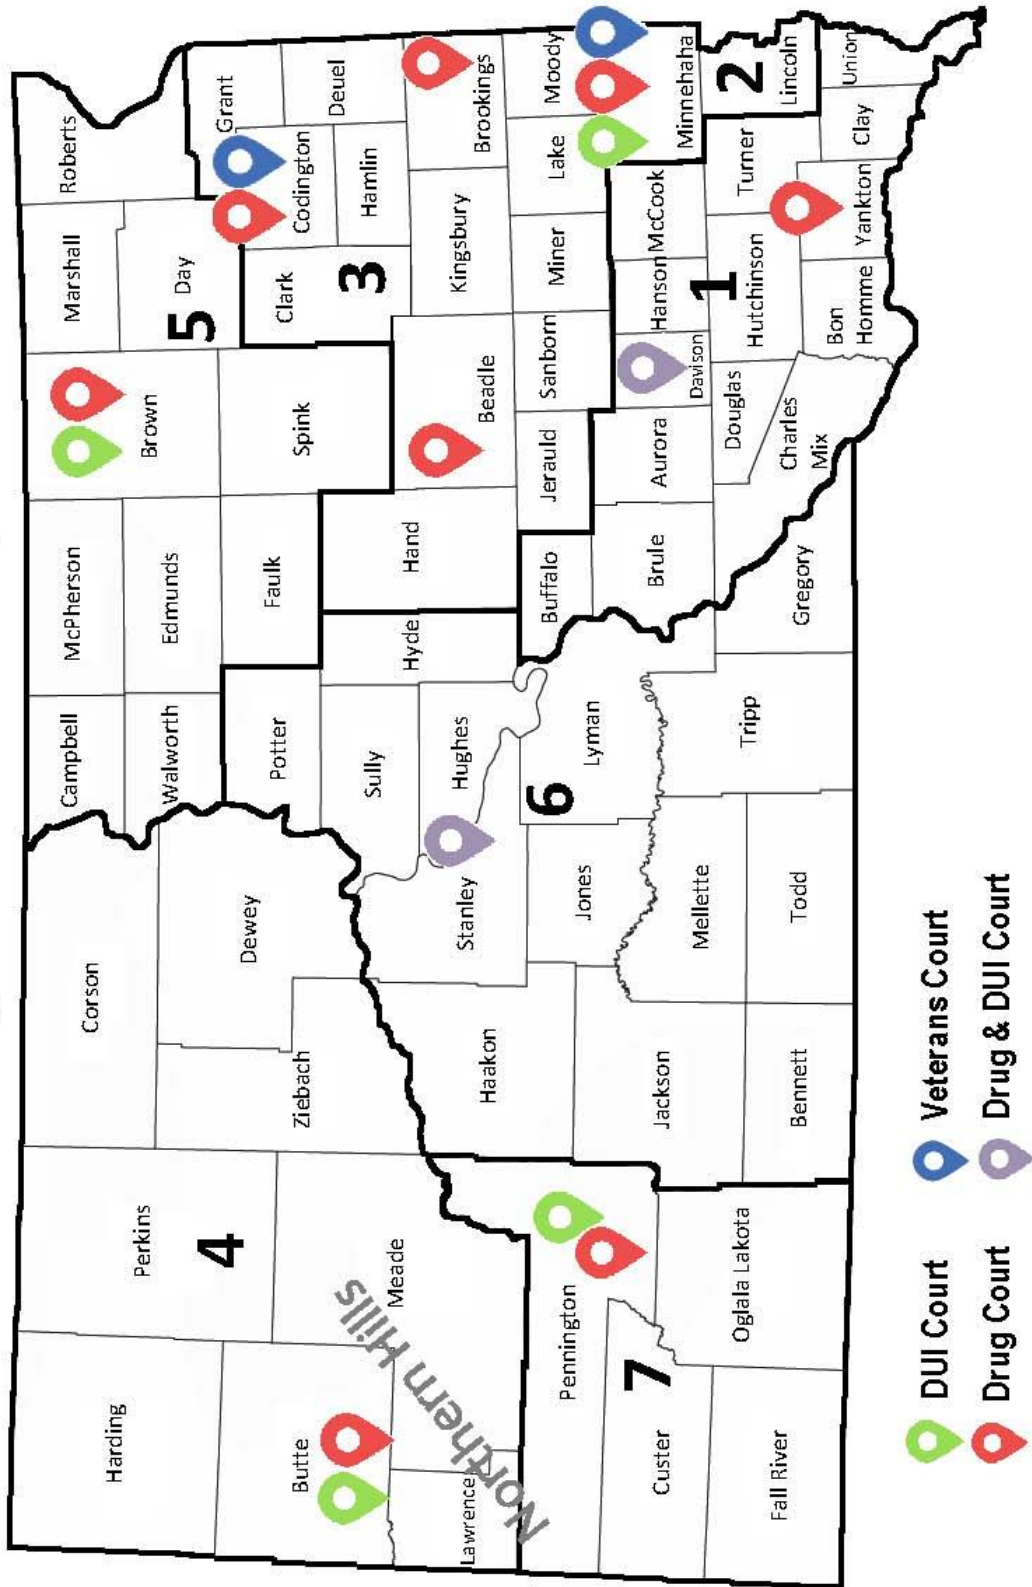 Harding
Perkins
Corson
Campbell
McPherson
Marshall
Roberts
Brown
Dewey
Walworth
Edmunds
Day
5
Grant
4
Butte
Ziebach
Potter
Faulk
Spink
Codington
Deuel
Clark
Hamlin
3
Meade
Northern Hills
Lawrence
Sully
Hyde
Hand
Beadle
Kingsbury
Brookings
Stanley
Hughes
Haakon
Pennington
6
Jones
Lyman
Buffalo
Jerauld
Sanborn
Miner
Lake
Moody
7
Custer
Jackson
Mellette
Brule
Aurora
Davison
Hanson
McCook
Minnehaha
1
2
Oglala Lakota
Tripp
Douglas
Hutchinson
Turner
Lincoln
Fall River
Bennett
Todd
Gregory
Charles
Mix
Bon
Homme
Yankton
Clay
Union
DUI Court
Veterans Court
Drug Court
Drug & DUI Court